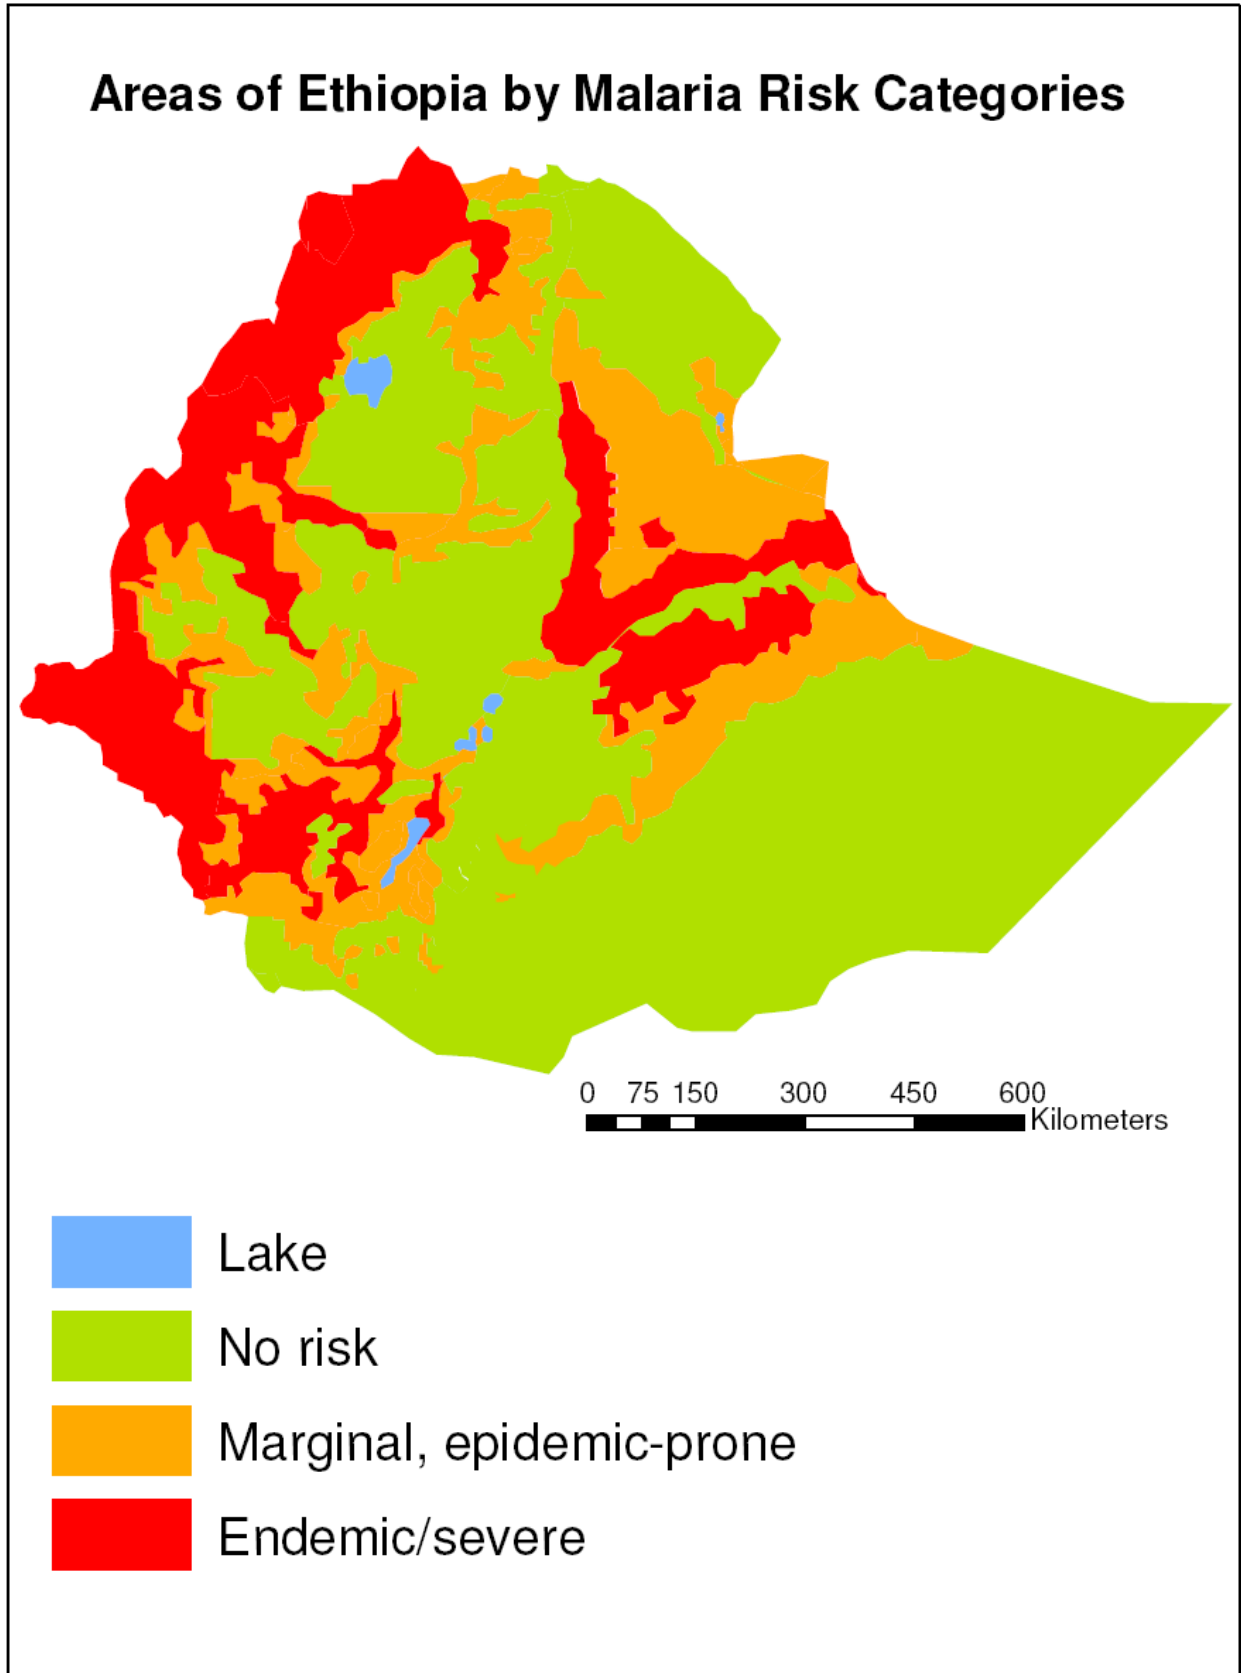 Areas of Ethiopia by Malaria Risk Categories
0 75 150 300 450 600
Kilometers
Lake
No risk
Marginal, epidemic-prone
Endemic/severe